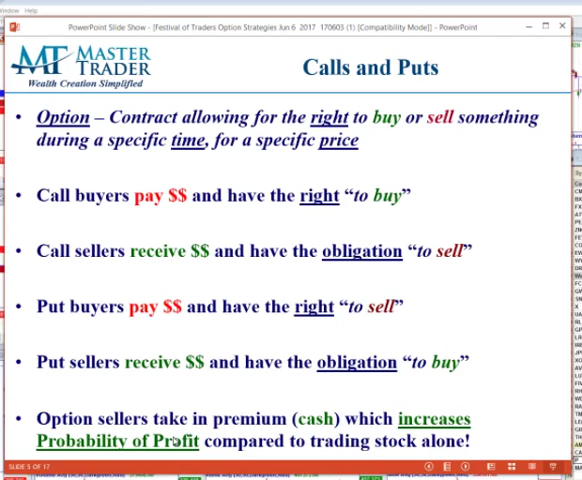 Window Help
PowerPoint Slide Show - [Festival of Traders Option Strategies Jun 6 2017 170603 (1) [Compatibility Mode]] - PowerPoint
MT MASTER TRADER
Wealth Creation Simplified
Calls and Puts
• Option – Contract allowing for the right to buy or sell something
during a specific time, for a specific price
• Call buyers pay $$ and have the right “to buy”
• Call sellers receive $$ and have the obligation “to sell”
• Put buyers pay $$ and have the right “to sell”
• Put sellers receive $$ and have the obligation “to buy”
• Option sellers take in premium (cash) which increases
Probability of Profit compared to trading stock alone!
SLIDE 5 OF 17